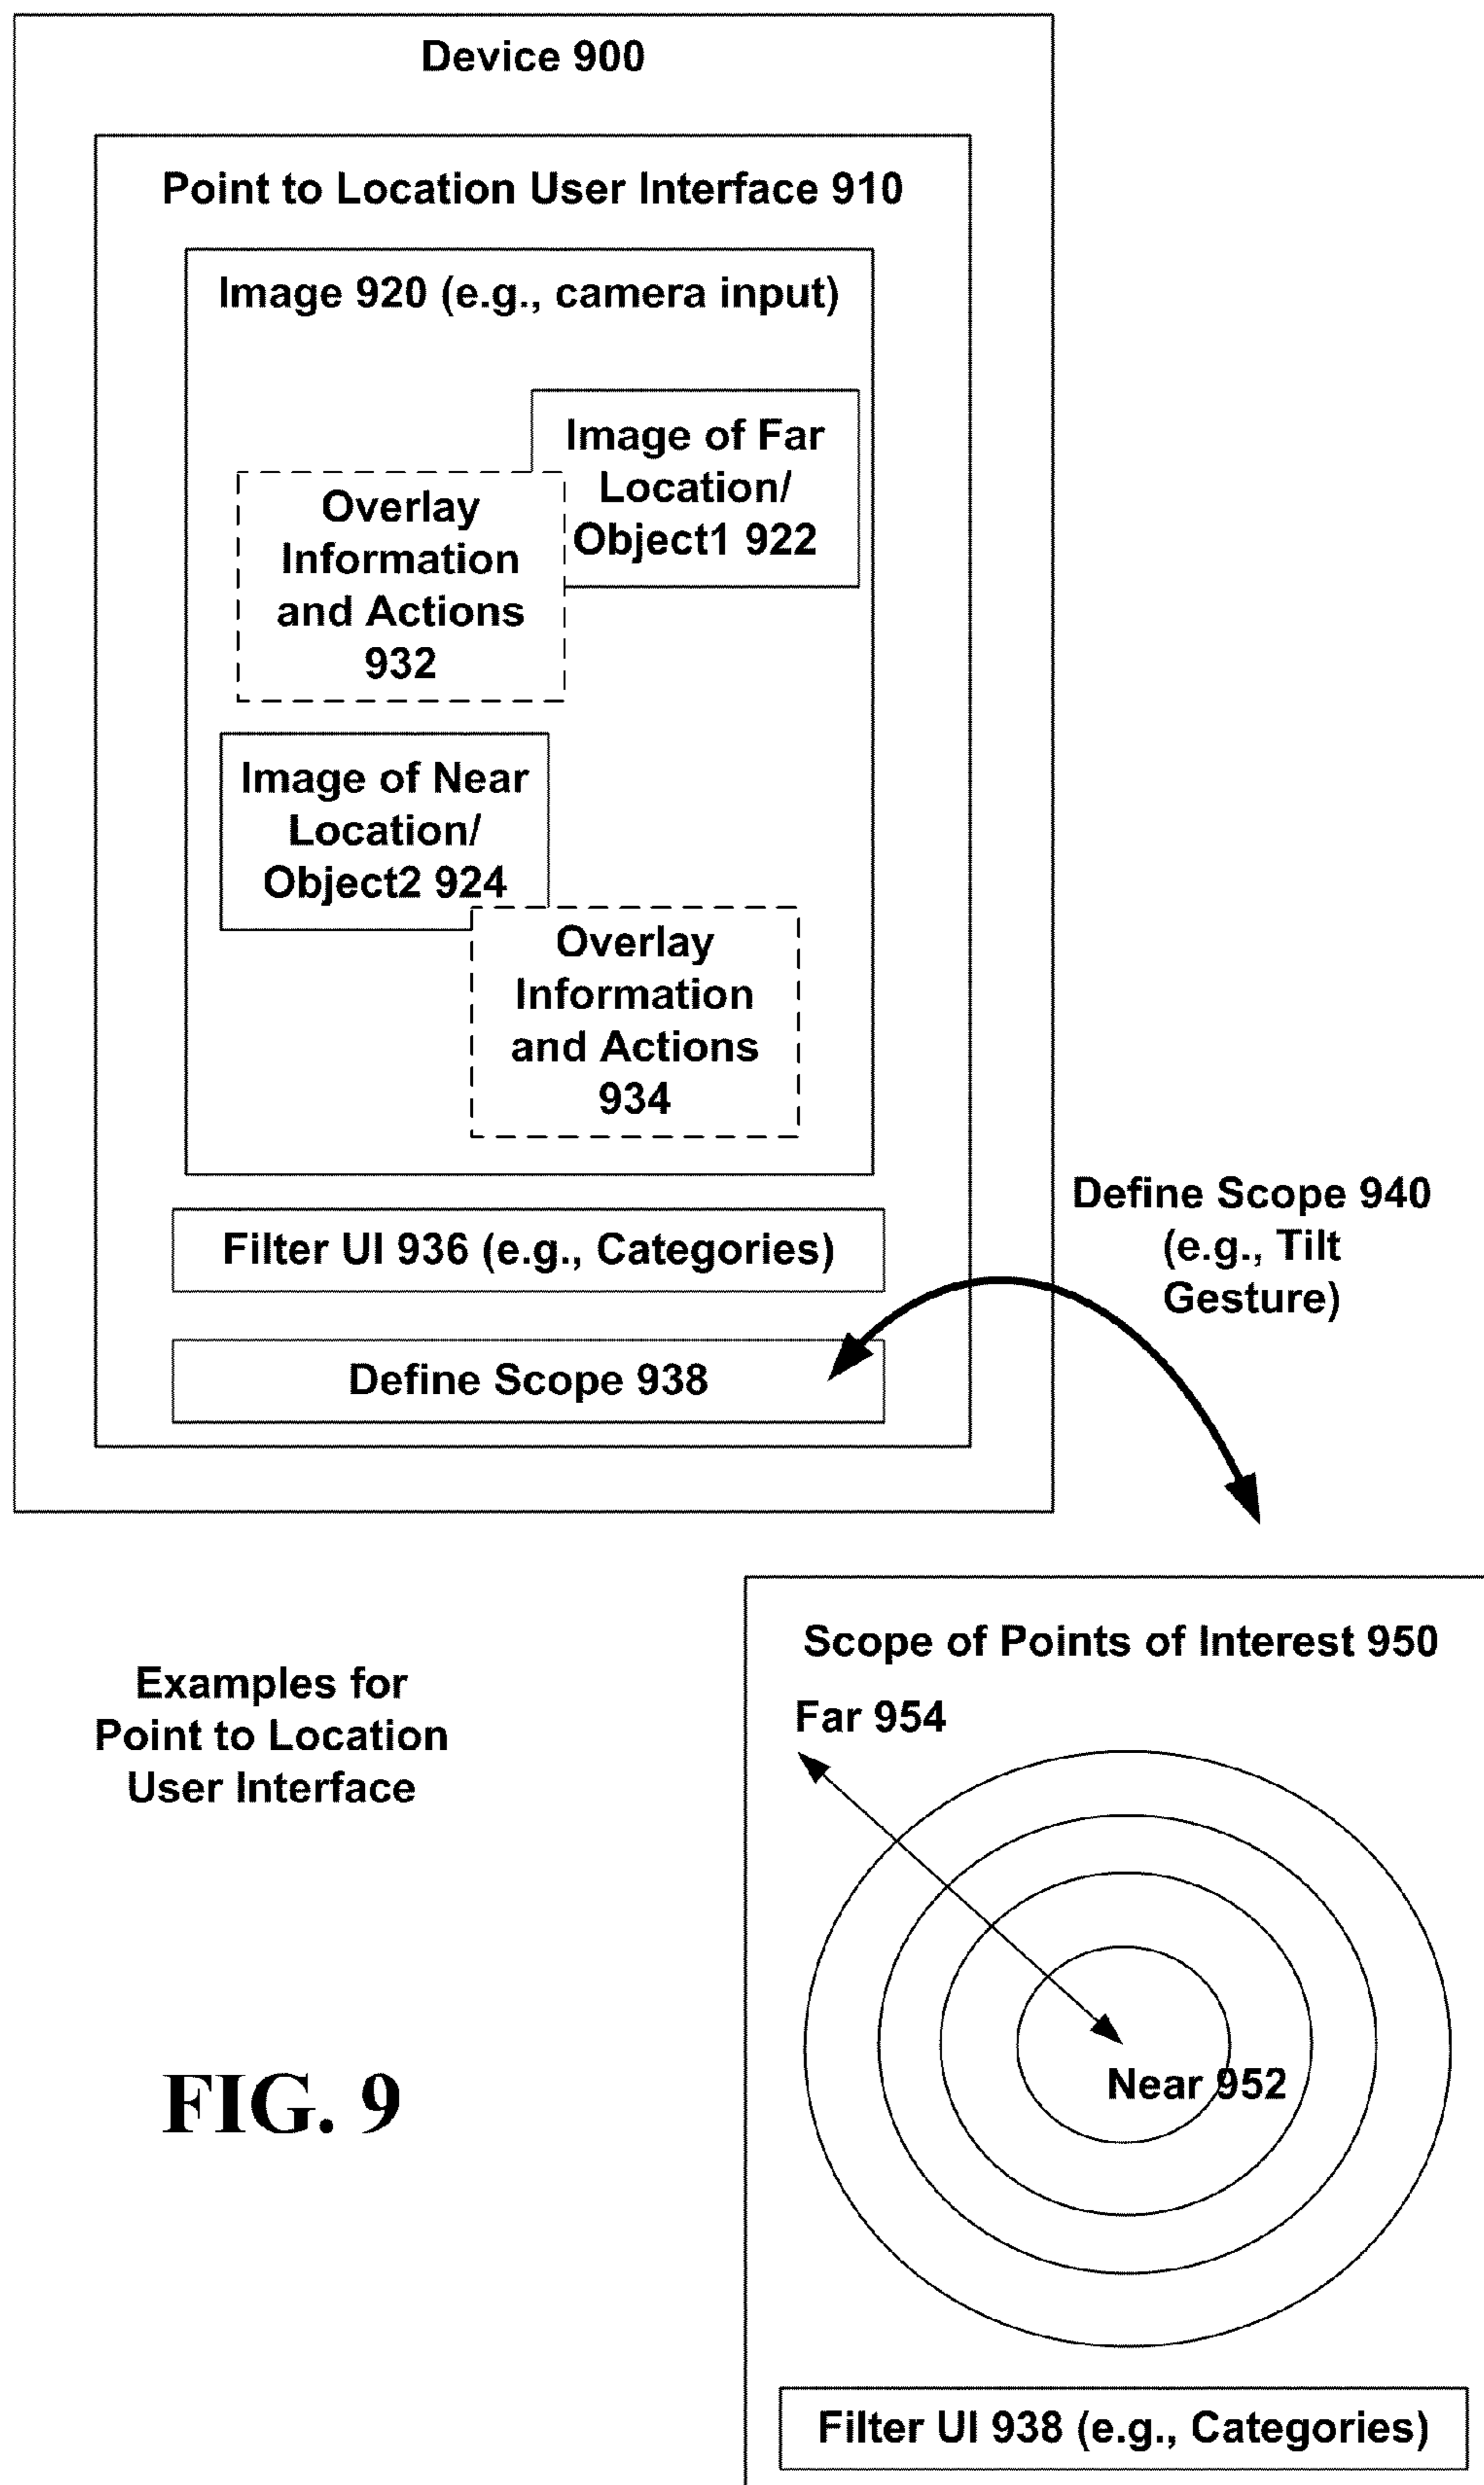 Device 900
Point to Location User Interface 910
Image 920 (e.g., camera input)
Image of Far
Location/
Object1 922
Overlay
Information
and Actions
932
Image of Near
Location/
Object2 924
Overlay
Information
and Actions
934
Filter UI 936 (e.g., Categories)
Define Scope 938
Define Scope 940
(e.g., Tilt
Gesture)
Examples for
Point to Location
User Interface
FIG. 9
Scope of Points of Interest 950
Far 954
Near 952
Filter UI 938 (e.g., Categories)